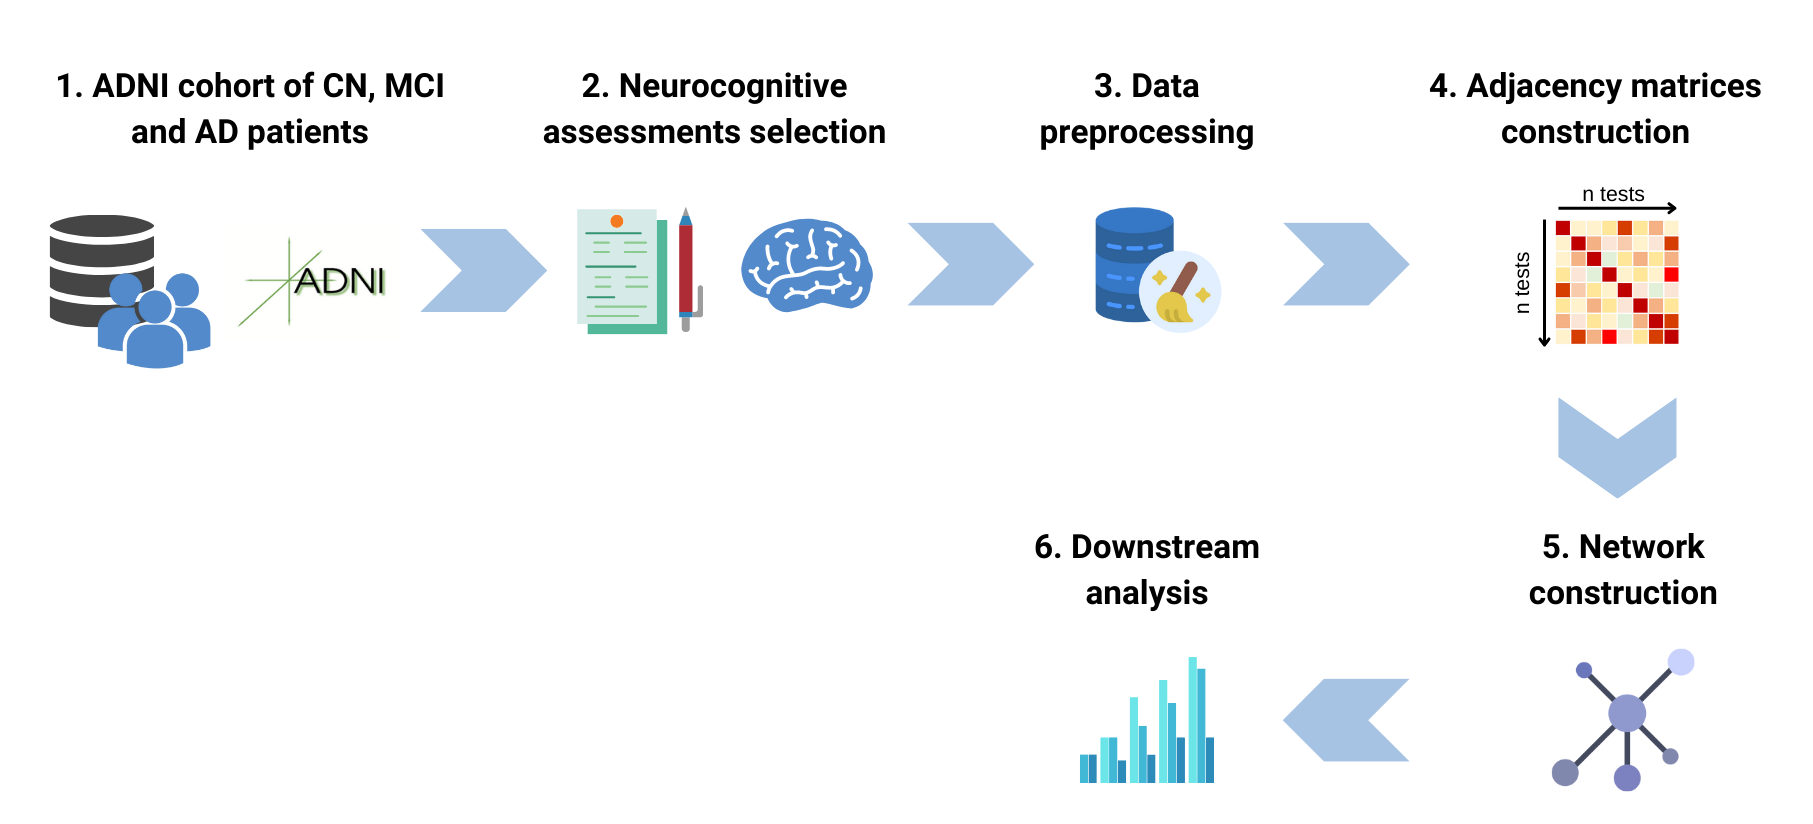 1. ADNI cohort of CN, MCI
and AD patients
2. Neurocognitive
assessments selection
3. Data
preprocessing
4. Adjacency matrices
construction
ADNI
n tests
n tests
5. Network
construction
6. Downstream
analysis